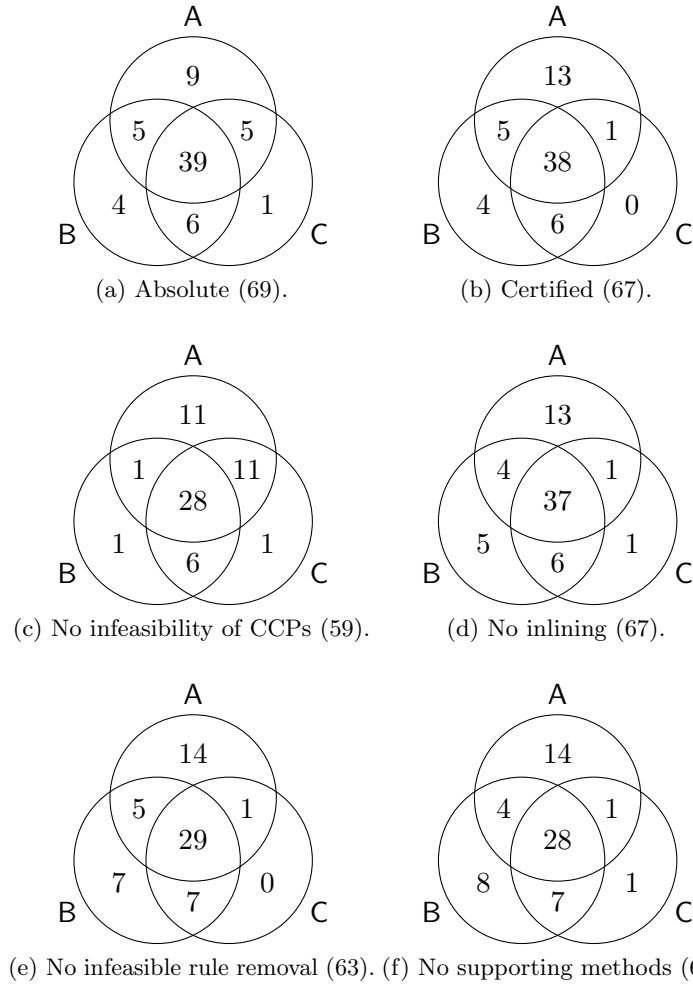 A A
9 13
5 5 5 1
39 38
4 1 4 0
6 6
B C B C
(a) Absolute (69). (b) Certified (67).
A A
11 13
1 11 4 1
28 37
1 1 5 1
6 6
B C B C
(c) No infeasibility of CCPs (59). (d) No inlining (67).
A A
14 14
5 1 4 1
29 28
7 0 8 1
7 7
B C B C
(e) No infeasible rule removal (63). (f) No supporting methods (